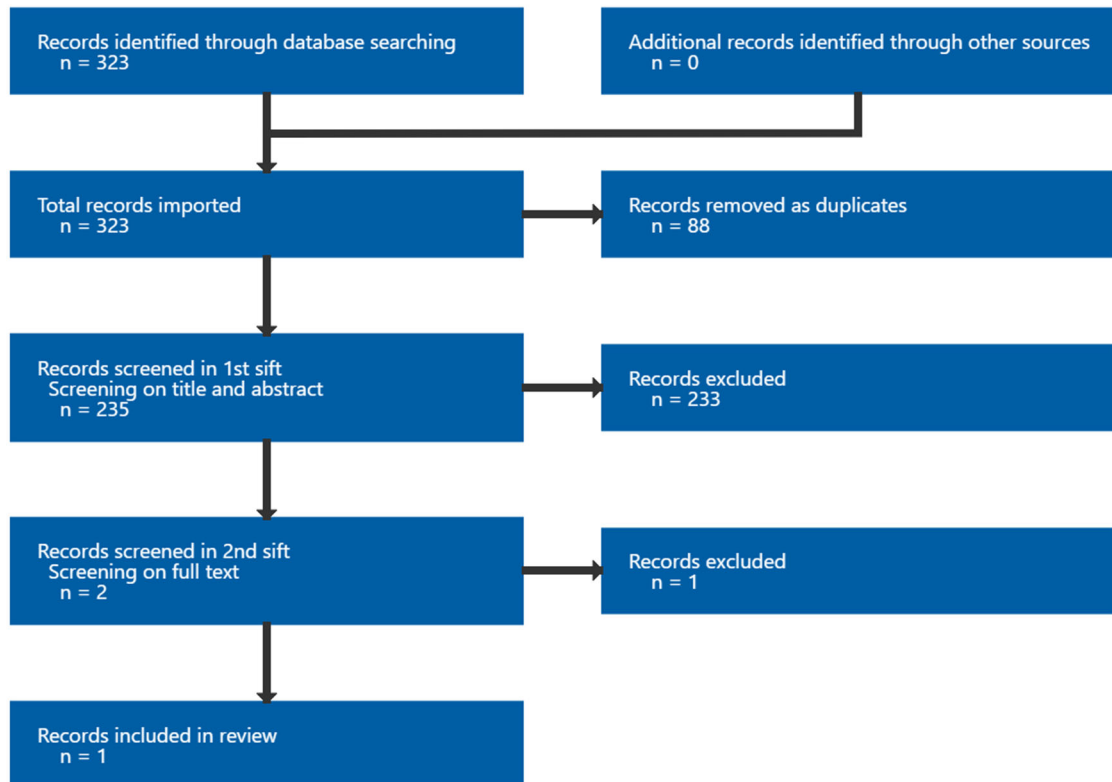 Records identified through database searching
n = 323
Additional records identified through other sources
n = 0
Total records imported
n = 323
Records removed as duplicates
n = 88
Records screened in 1st sift
Screening on title and abstract
n = 235
Records excluded
n = 233
Records screened in 2nd sift
Screening on full text
n = 2
Records excluded
n = 1
Records included in review
n = 1